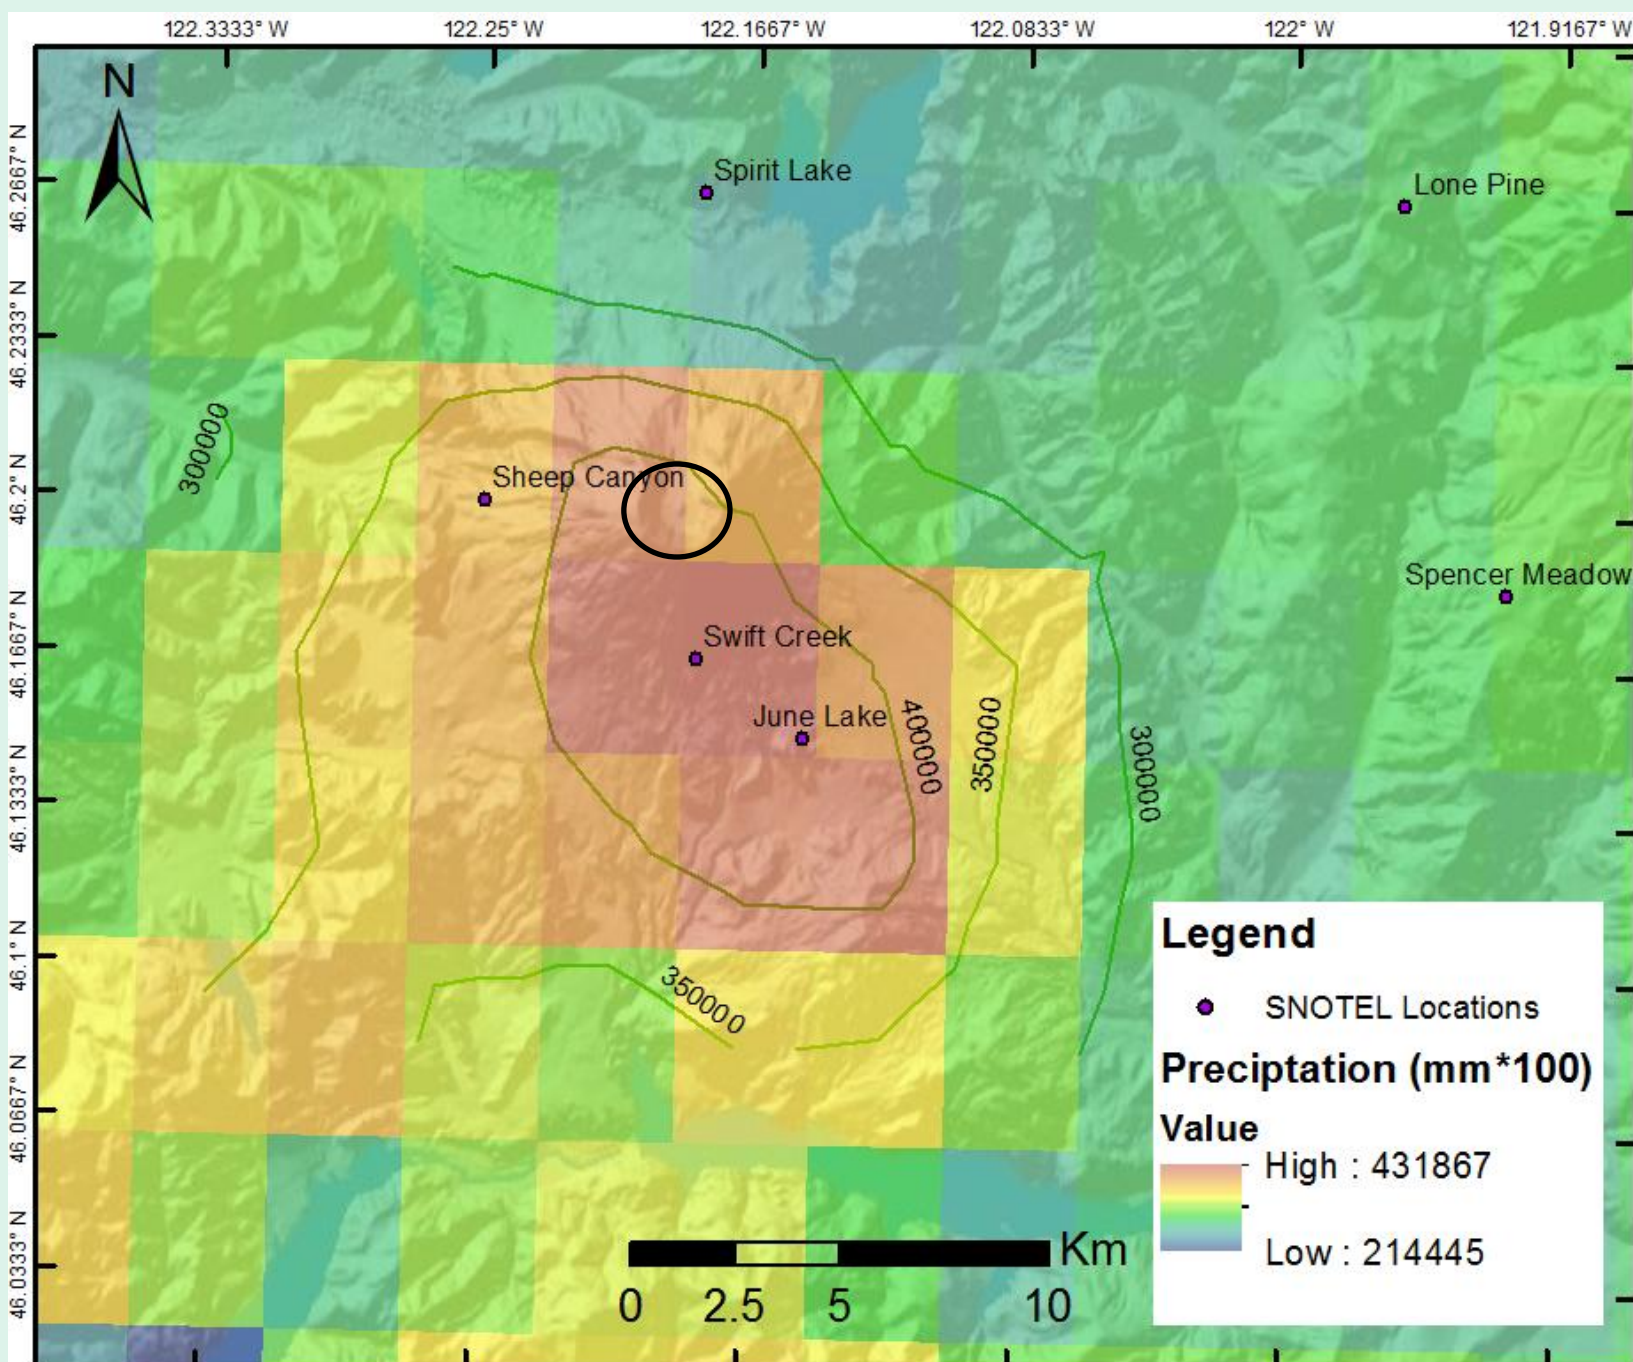 122.3333° W 122.25° W 122.1667° W 122.0833° W 122° W 121.9167° W
N
46.2667° N
46.2333° N
46.2° N
46.1667° N
46.1333° N
46.1° N
46.0667° N
46.0333° N
Spirit Lake
Lone Pine
300000
Sheep Canyon
Spencer Meadow
Swift Creek
June Lake
400000
350000
300000
350000
Legend
SNOTEL Locations
Preciptation (mm*100)
Value
High : 431867
Low : 214445
Km
0 2.5 5 10